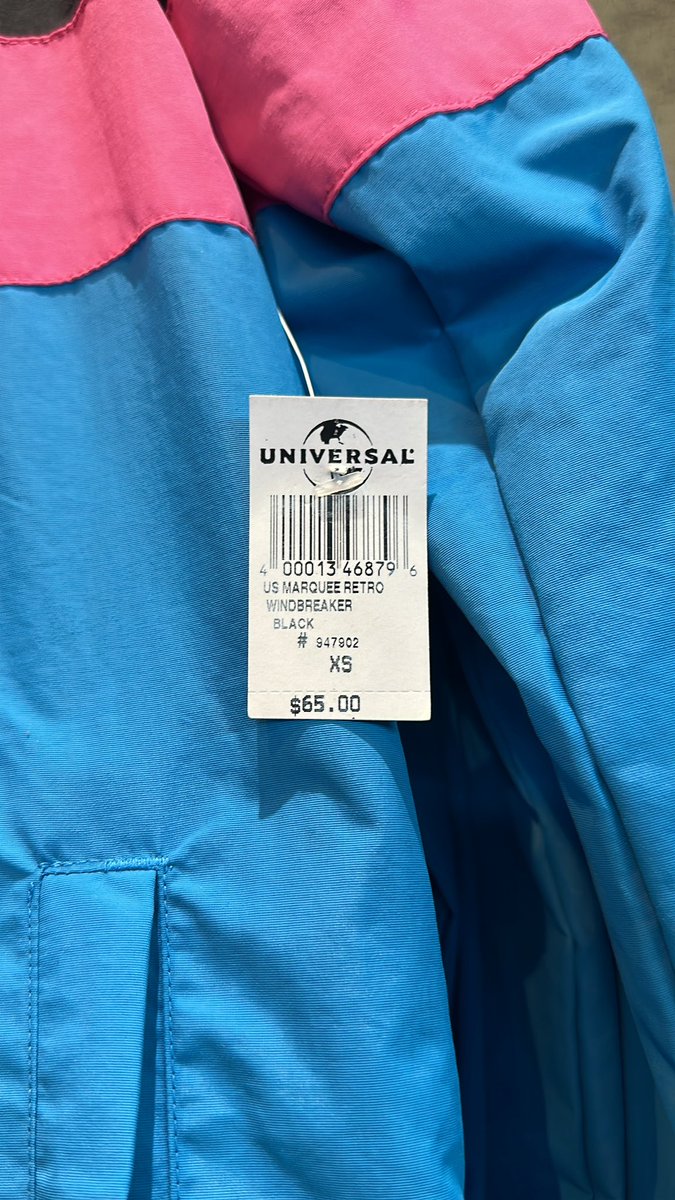 UNIVERSAL
4 00013 46879 6
US MARQUEE RETRO
WINDBREAKER
BLACK
# 947902
XS
$65.00